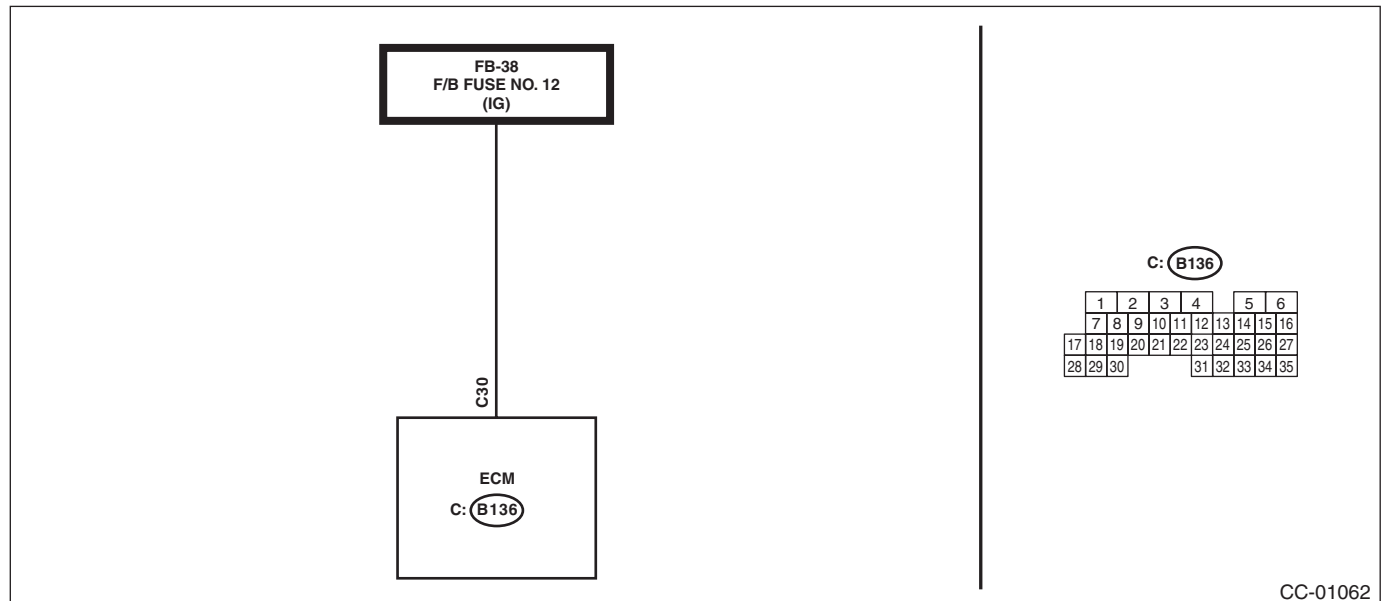 FB-38
F/B FUSE NO. 12
(IG)
C30
ECM
C: B136
C: B136
1 2 3 4 5 6
7 8 9 10 11 12 13 14 15 16
17 18 19 20 21 22 23 24 25 26 27
28 29 30 31 32 33 34 35
CC-01062